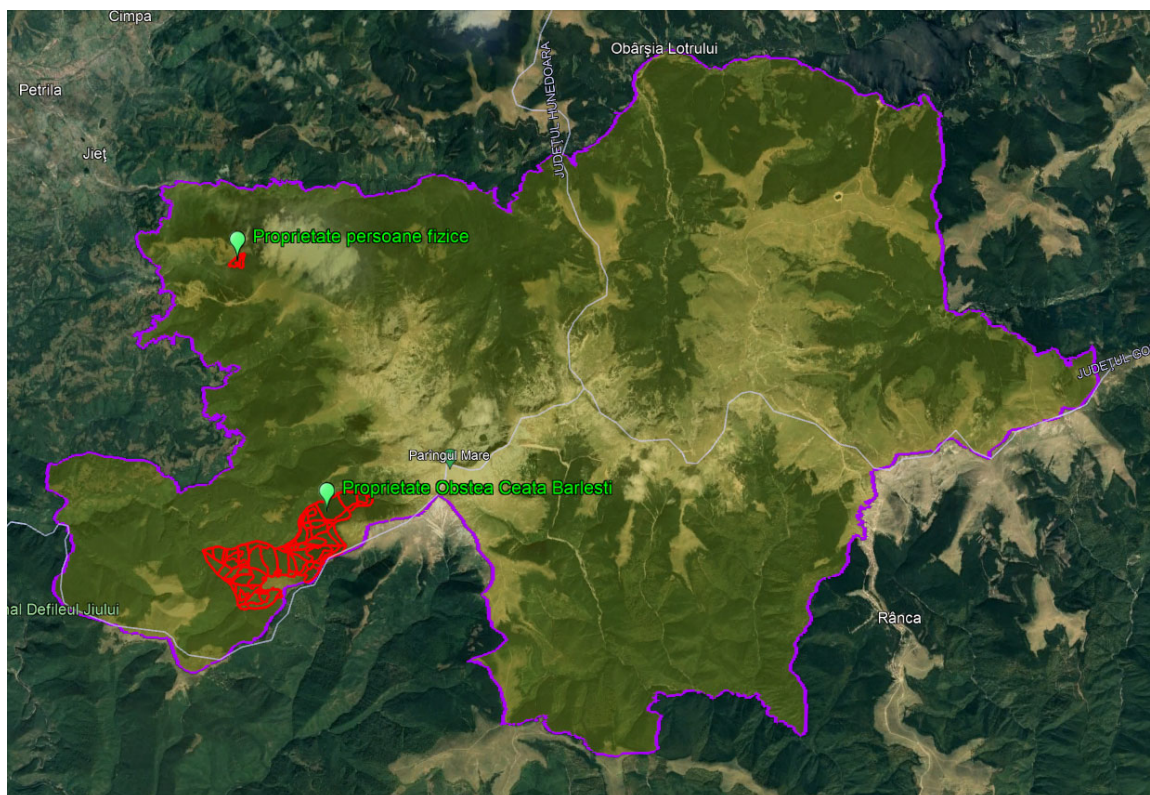 Cimpa
Obârșia Lotrului
JUDEȚUL HUNEDOARA
Petrila
Jieț
Proprietate persoane fizice
JUDEȚUL GO
Paringul Mare
Proprietate Obstea Ceata Barlesti
nal Defileul Jiului
Rânca